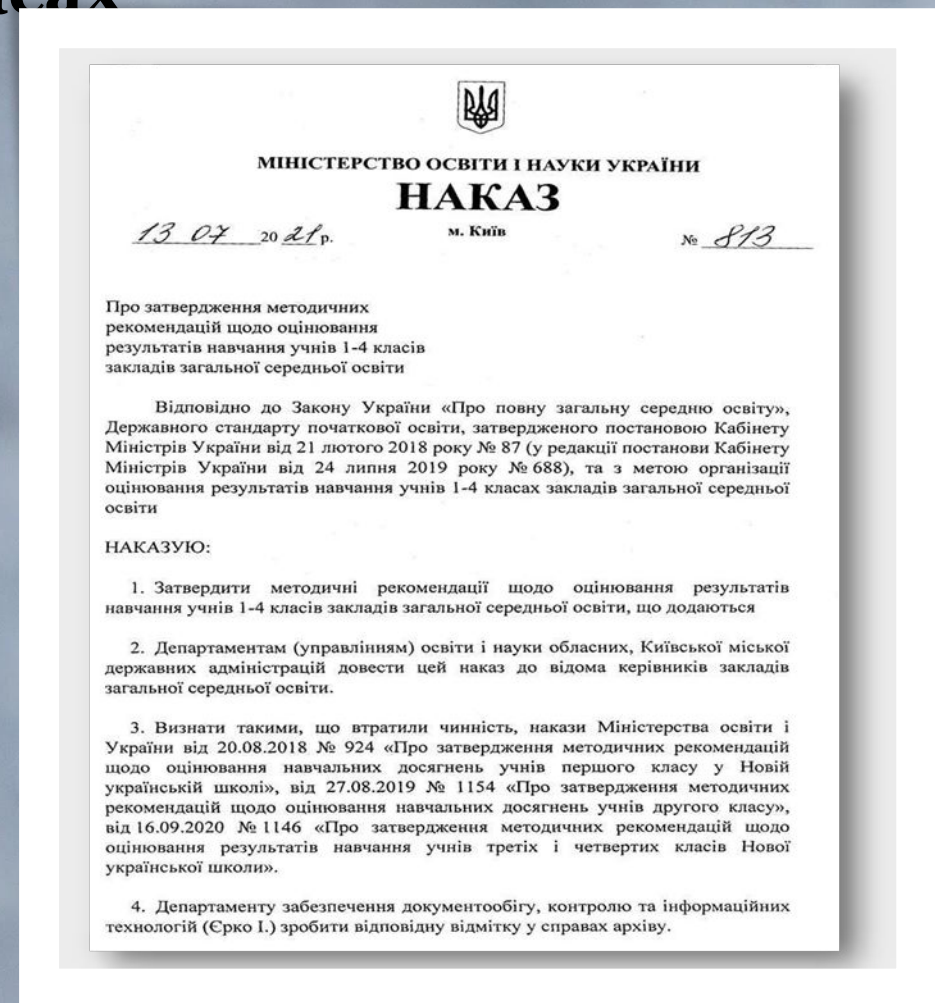 МІНІСТЕРСТВО ОСВІТИ І НАУКИ УКРАЇНИ
НАКАЗ
13 07 2021 р. м. Київ № 813
Про затвердження методичних
рекомендацій щодо оцінювання
результатів навчання учнів 1-4 класів
закладів загальної середньої освіти
Відповідно до Закону України «Про повну загальну середню освіту»,
Державного стандарту початкової освіти, затвердженого постановою Кабінету
Міністрів України від 21 лютого 2018 року № 87 (у редакції постанови Кабінету
Міністрів України від 24 липня 2019 року № 688), та з метою організації
оцінювання результатів навчання учнів 1-4 класах закладів загальної середньої
освіти
НАКАЗУЮ:
1. Затвердити методичні рекомендації щодо оцінювання результатів
навчання учнів 1-4 класів закладів загальної середньої освіти, що додаються
2. Департаментам (управлінням) освіти і науки обласних, Київської міської
державних адміністрацій довести цей наказ до відома керівників закладів
загальної середньої освіти.
3. Визнати такими, що втратили чинність, накази Міністерства освіти і
України від 20.08.2018 № 924 «Про затвердження методичних рекомендацій
щодо оцінювання навчальних досягнень учнів першого класу у Новій
українській школі», від 27.08.2019 № 1154 «Про затвердження методичних
рекомендацій щодо оцінювання навчальних досягнень учнів другого класу»,
від 16.09.2020 № 1146 «Про затвердження методичних рекомендацій щодо
оцінювання результатів навчання учнів третіх і четвертих класів Нової
української школи».
4. Департаменту забезпечення документообігу, контролю та інформаційних
технологій (Єрко І.) зробити відповідну відмітку у справах архіву.